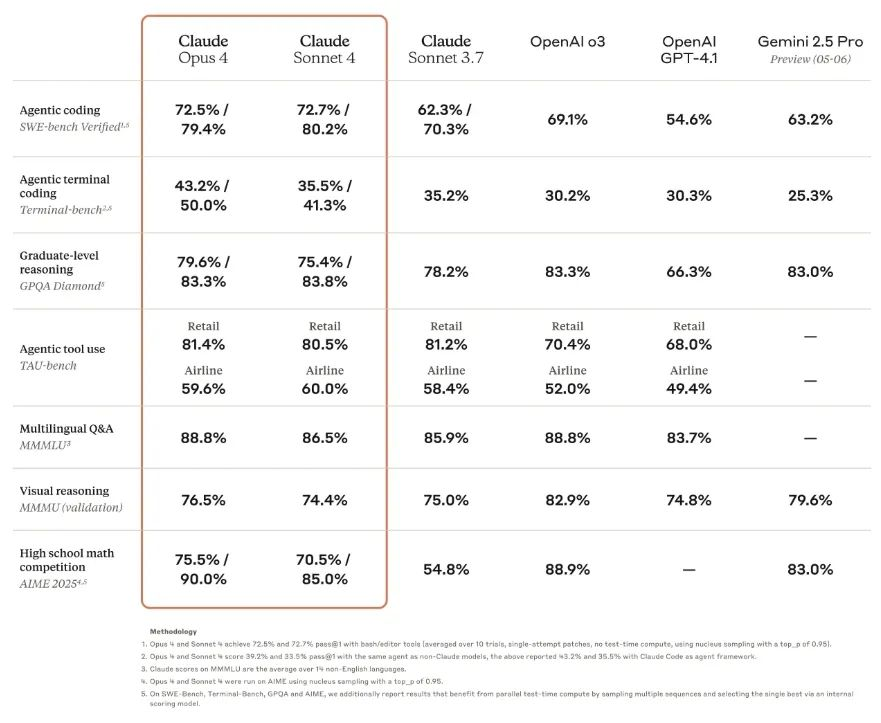 Claude Opus 4
Claude Sonnet 4
Claude Sonnet 3.7
OpenAI o3
OpenAI GPT-4.1
Gemini 2.5 Pro Preview (05-06)
Agentic coding
SWE-bench Verified1,5
72.5% / 79.4%
72.7% / 80.2%
62.3% / 70.3%
69.1%
54.6%
63.2%
Agentic terminal coding
Terminal-bench2,5
43.2% / 50.0%
35.5% / 41.3%
35.2%
30.2%
30.3%
25.3%
Graduate-level reasoning
GPQA Diamond5
79.6% / 83.3%
75.4% / 83.8%
78.2%
83.3%
66.3%
83.0%
Agentic tool use
TAU-bench
Retail 81.4%
Retail 80.5%
Retail 81.2%
Retail 70.4%
Retail 68.0%
—
Airline 59.6%
Airline 60.0%
Airline 58.4%
Airline 52.0%
Airline 49.4%
—
Multilingual Q&A
MMMLU3
88.8%
86.5%
85.9%
88.8%
83.7%
—
Visual reasoning
MMMU (validation)
76.5%
74.4%
75.0%
82.9%
74.8%
79.6%
High school math competition
AIME 20254,5
75.5% / 90.0%
70.5% / 85.0%
54.8%
88.9%
—
83.0%
Methodology
1. Opus 4 and Sonnet 4 achieve 72.5% and 72.7% pass@1 with bash/editor tools (averaged over 10 trials, single-attempt patches, no test-time compute, using nucleus sampling with a top_p of 0.95).
2. Opus 4 and Sonnet 4 score 39.2% and 33.5% pass@1 with the same agent as non-Claude models, the above reported 43.2% and 35.5% with Claude Code as agent framework.
3. Claude scores on MMMLU are the average over 14 non-English languages.
4. Opus 4 and Sonnet 4 were run on AIME using nucleus sampling with a top_p of 0.95.
5. On SWE-Bench, Terminal-Bench, GPQA and AIME, we additionally report results that benefit from parallel test-time compute by sampling multiple sequences and selecting the single best via an internal scoring model.